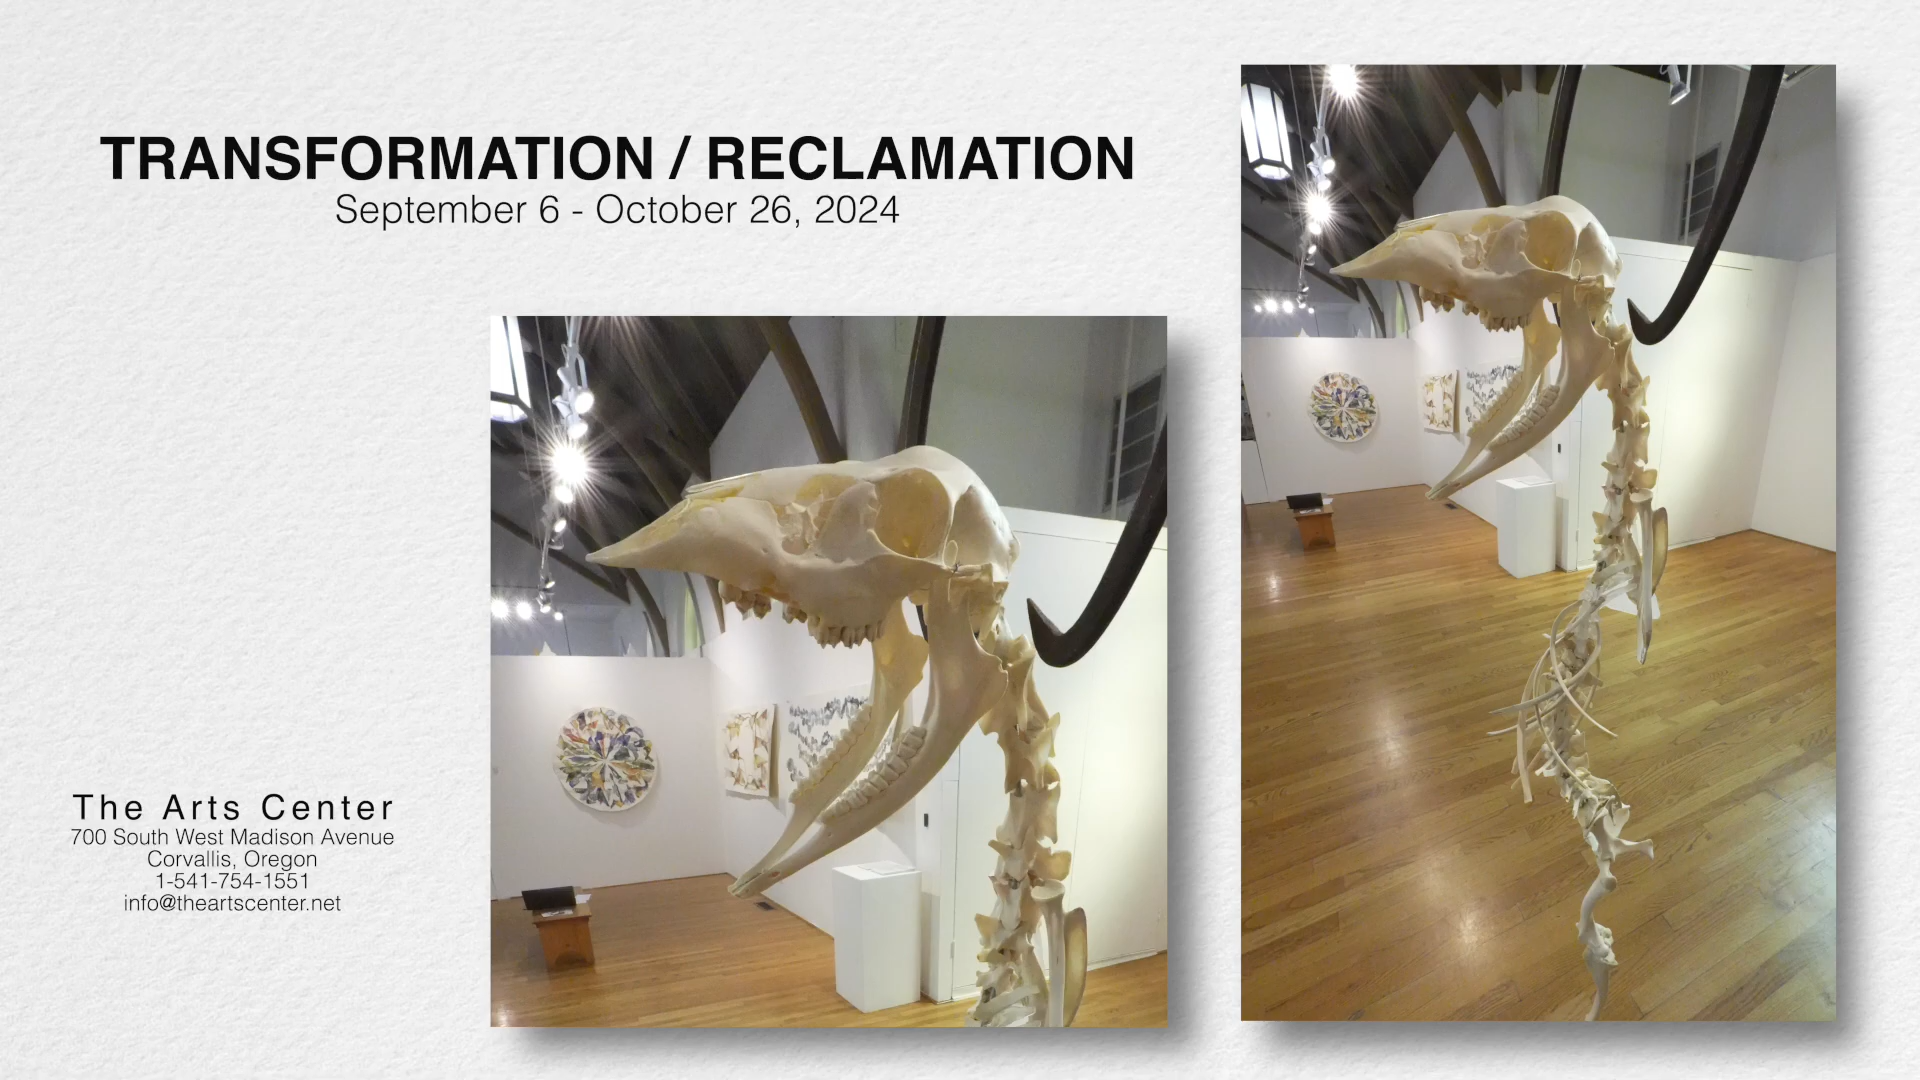 TRANSFORMATION / RECLAMATION
September 6 - October 26, 2024
The Arts Center
700 South West Madison Avenue
Corvallis, Oregon
1-541-754-1551
info@theartscenter.net